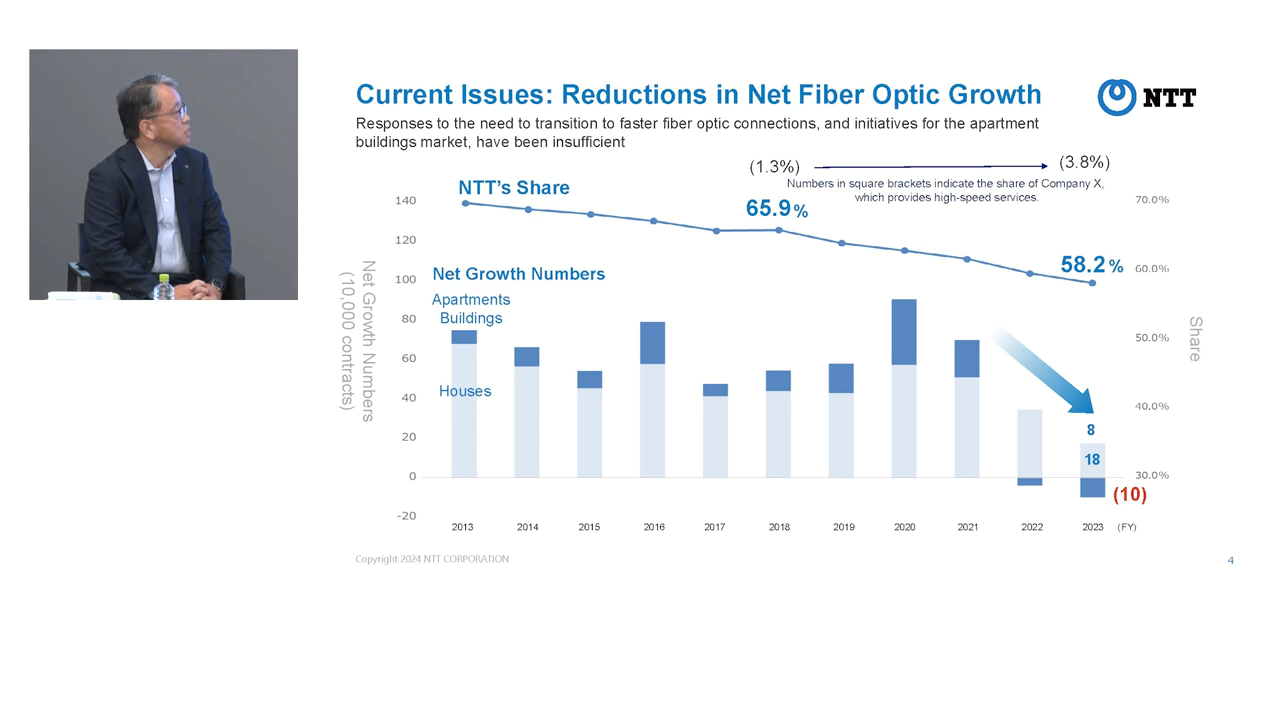 Current Issues: Reductions in Net Fiber Optic Growth
NTT
Responses to the need to transition to faster fiber optic connections, and initiatives for the apartment
buildings market, have been insufficient
(1.3%)
(3.8%)
Numbers in square brackets indicate the share of Company X,
which provides high-speed services.
NTT's Share
65.9%
58.2%
Net Growth Numbers
Apartments
Buildings
Houses
Net Growth Numbers
(10,000 contracts)
140
120
100
80
60
40
20
0
-20
70.0%
60.0%
50.0%
40.0%
30.0%
Share
8
18
(10)
2013
2014
2015
2016
2017
2018
2019
2020
2021
2022
2023
(FY)
Copyright 2024 NTT CORPORATION
4